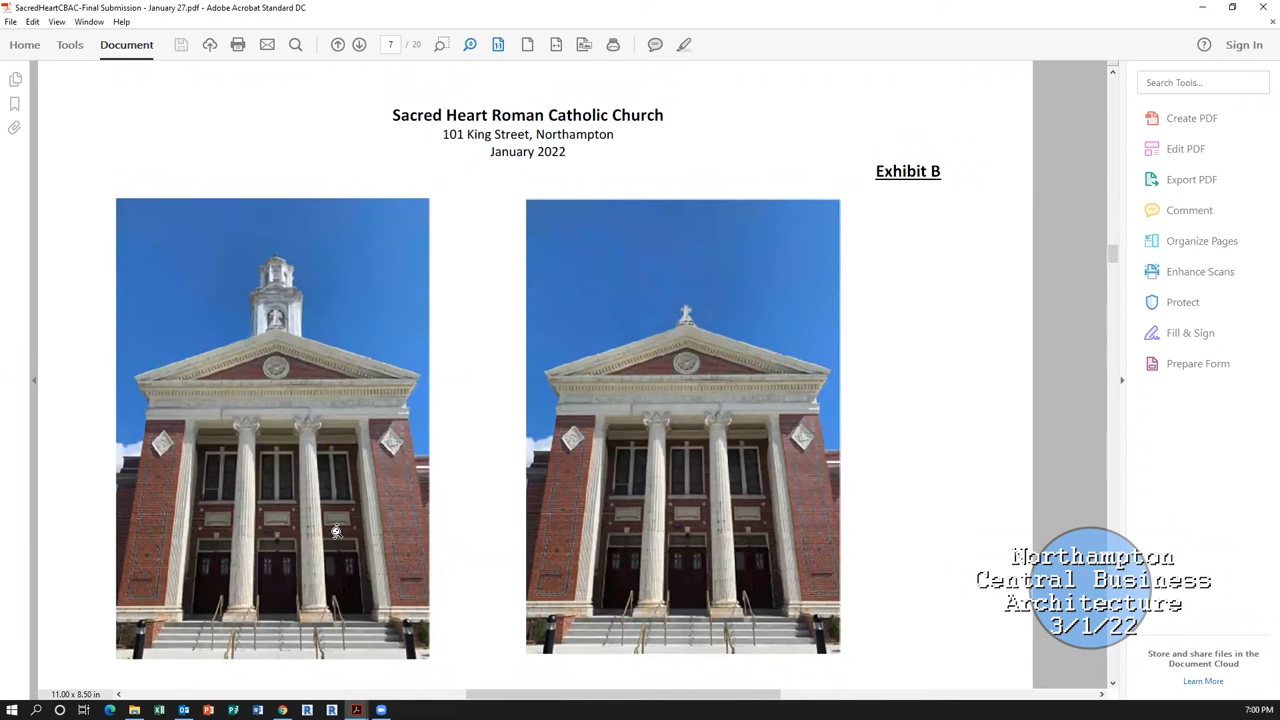 SacredHeartCBAC-Final Submission - January 27.pdf - Adobe Acrobat Standard DC
File Edit View Window Help
Home Tools Document
7 / 20
Sign In
Search Tools...
Create PDF
Edit PDF
Export PDF
Comment
Organize Pages
Enhance Scans
Protect
Fill & Sign
Prepare Form
Sacred Heart Roman Catholic Church
101 King Street, Northampton
January 2022
Exhibit B
Northampton
Central Business
Architecture
3/1/22
Store and share files in the
Document Cloud
Learn More
11.00 x 8.50 in
7:00 PM